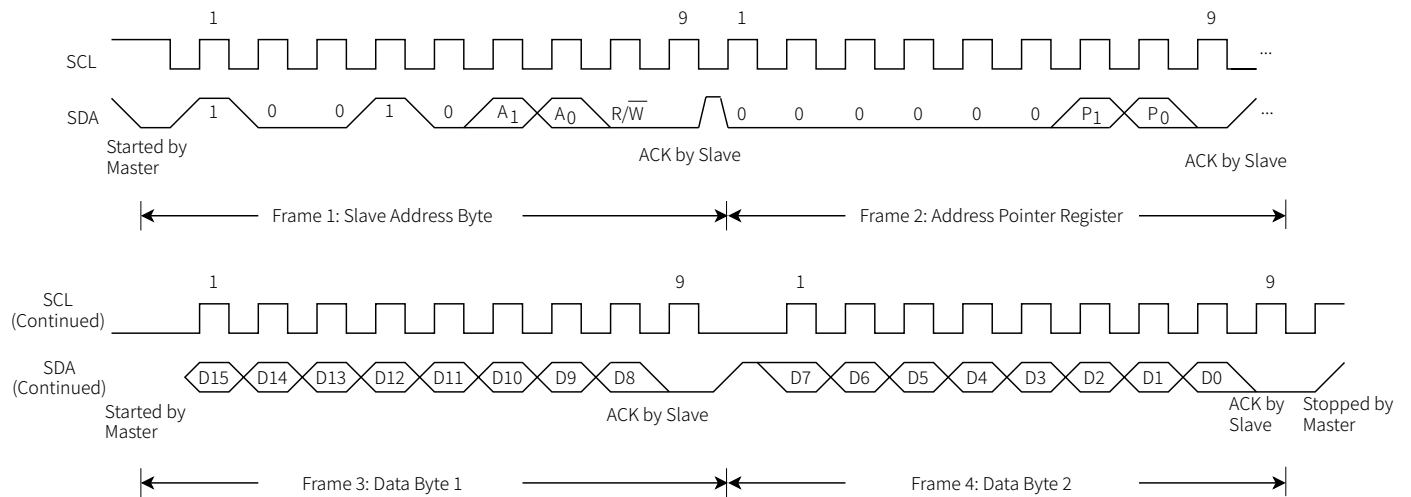 1 9 1 9
SCL ...
SDA 1 0 0 1 0 A1 A0 R/W̅ 0 0 0 0 0 0 P1 P0 ...
Started by
Master
ACK by Slave
ACK by Slave
Frame 1: Slave Address Byte Frame 2: Address Pointer Register
1 9 1 9
SCL
(Continued)
SDA
(Continued)
D15 D14 D13 D12 D11 D10 D9 D8 D7 D6 D5 D4 D3 D2 D1 D0
Started by
Master
ACK by Slave
ACK by
Slave
Stopped by
Master
Frame 3: Data Byte 1 Frame 4: Data Byte 2